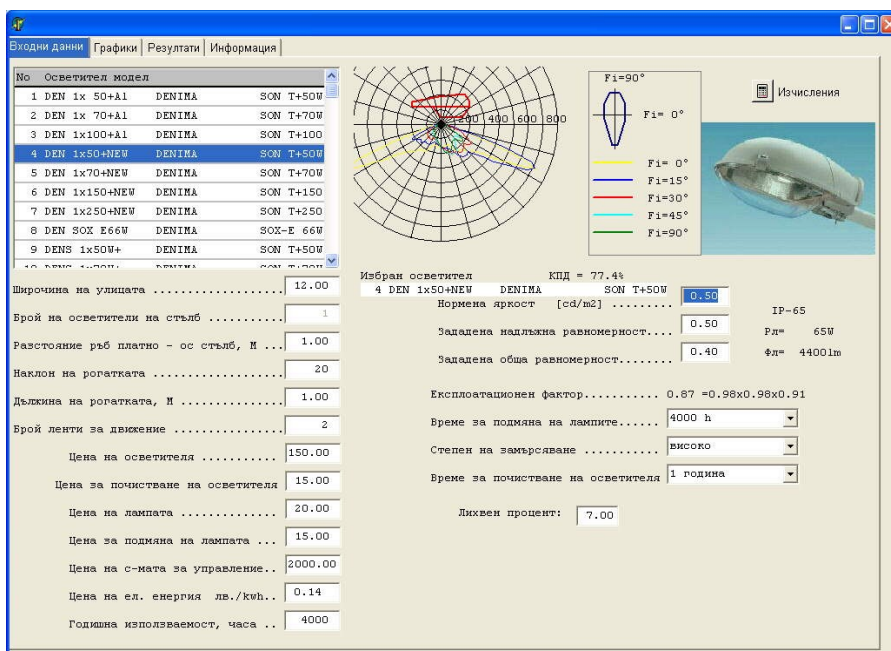 Входни данни Графики Резултати Информация
No Осветител модел
1 DEN 1x 50+A1 DENIMA SON T+50W
2 DEN 1x 70+A1 DENIMA SON T+70W
3 DEN 1x100+A1 DENIMA SON T+100
4 DEN 1x50+NEW DENIMA SON T+50W
5 DEN 1x70+NEW DENIMA SON T+70W
6 DEN 1x150+NEW DENIMA SON T+150
7 DEN 1x250+NEW DENIMA SON T+250
8 DEN SOX E66W DENIMA SOX-E 66W
9 DENS 1x50W+ DENIMA SON T+50W
200 400 600 800
Fi=90°
Fi= 0°
Fi= 0°
Fi=15°
Fi=30°
Fi=45°
Fi=90°
Изчисления
Широчина на улицата .................. 12.00
Брой на осветители на стълб ........... 1
Разстояние ръб платно - ос стълб, М ... 1.00
Наклон на рогатката .................. 20
Дължина на рогатката, М ............... 1.00
Брой ленти за движение ................ 2
Цена на осветителя ........... 150.00
Цена за почистване на осветителя 15.00
Цена на лампата .............. 20.00
Цена за подмяна на лампата ... 15.00
Цена на с-мата за управление.. 2000.00
Цена на ел. енергия лв./kwh.. 0.14
Годишна използваемост, часа .. 4000
Избран осветител КПД = 77.4%
4 DEN 1x50+NEW DENIMA SON T+50W
Нормена яркост [cd/m2] ......... 0.50
Зададена надлъжна равномерност.... 0.50
Зададена обща равномерност........ 0.40
IP-65
Рл= 65W
Фл= 4400lm
Експлоатационен фактор........... 0.87 =0.98x0.98x0.91
Време за подмяна на лампите...... 4000 h
Степен на замърсяване ........... високо
Време за почистване на осветителя 1 година
Лихвен процент: 7.00